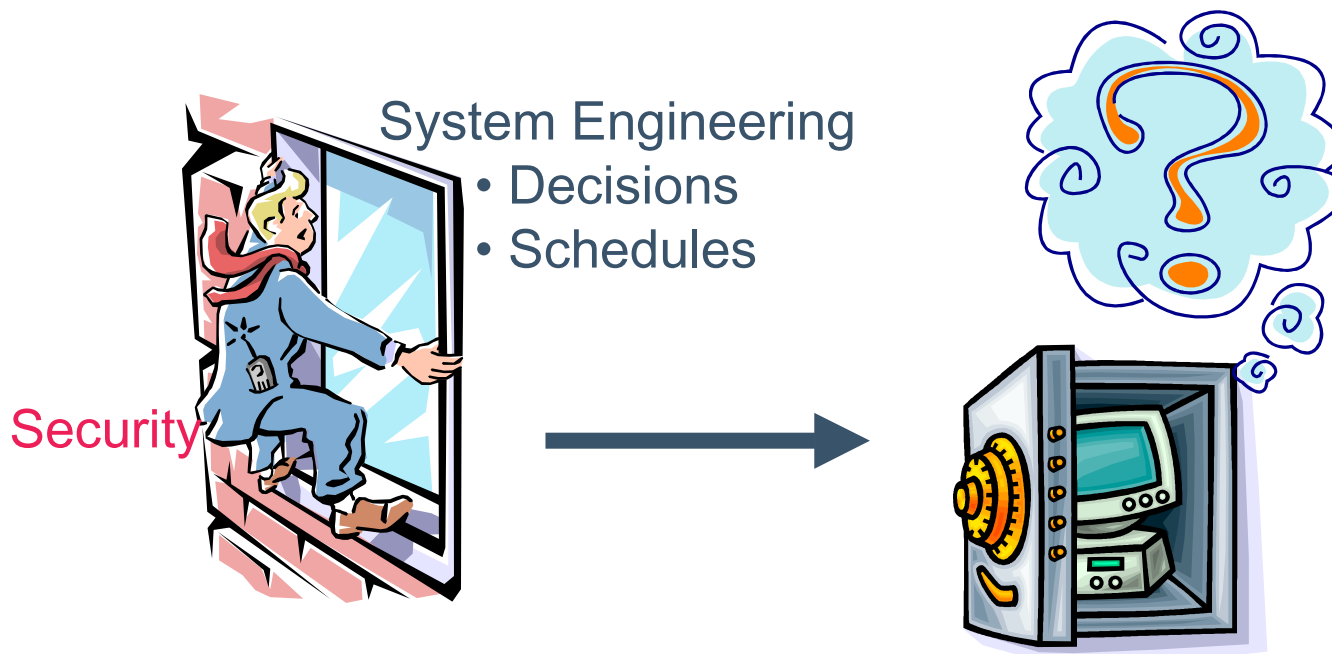 System Engineering
• Decisions
• Schedules
Security